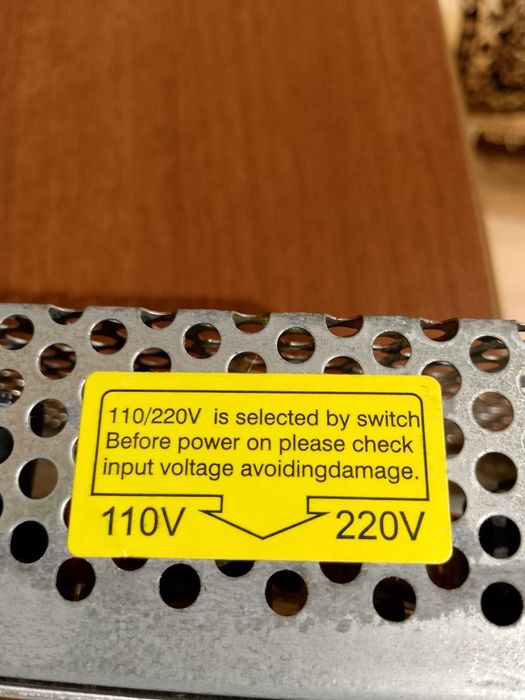 110/220V is selected by switch
Before power on please check
input voltage avoidingdamage.
110V 220V